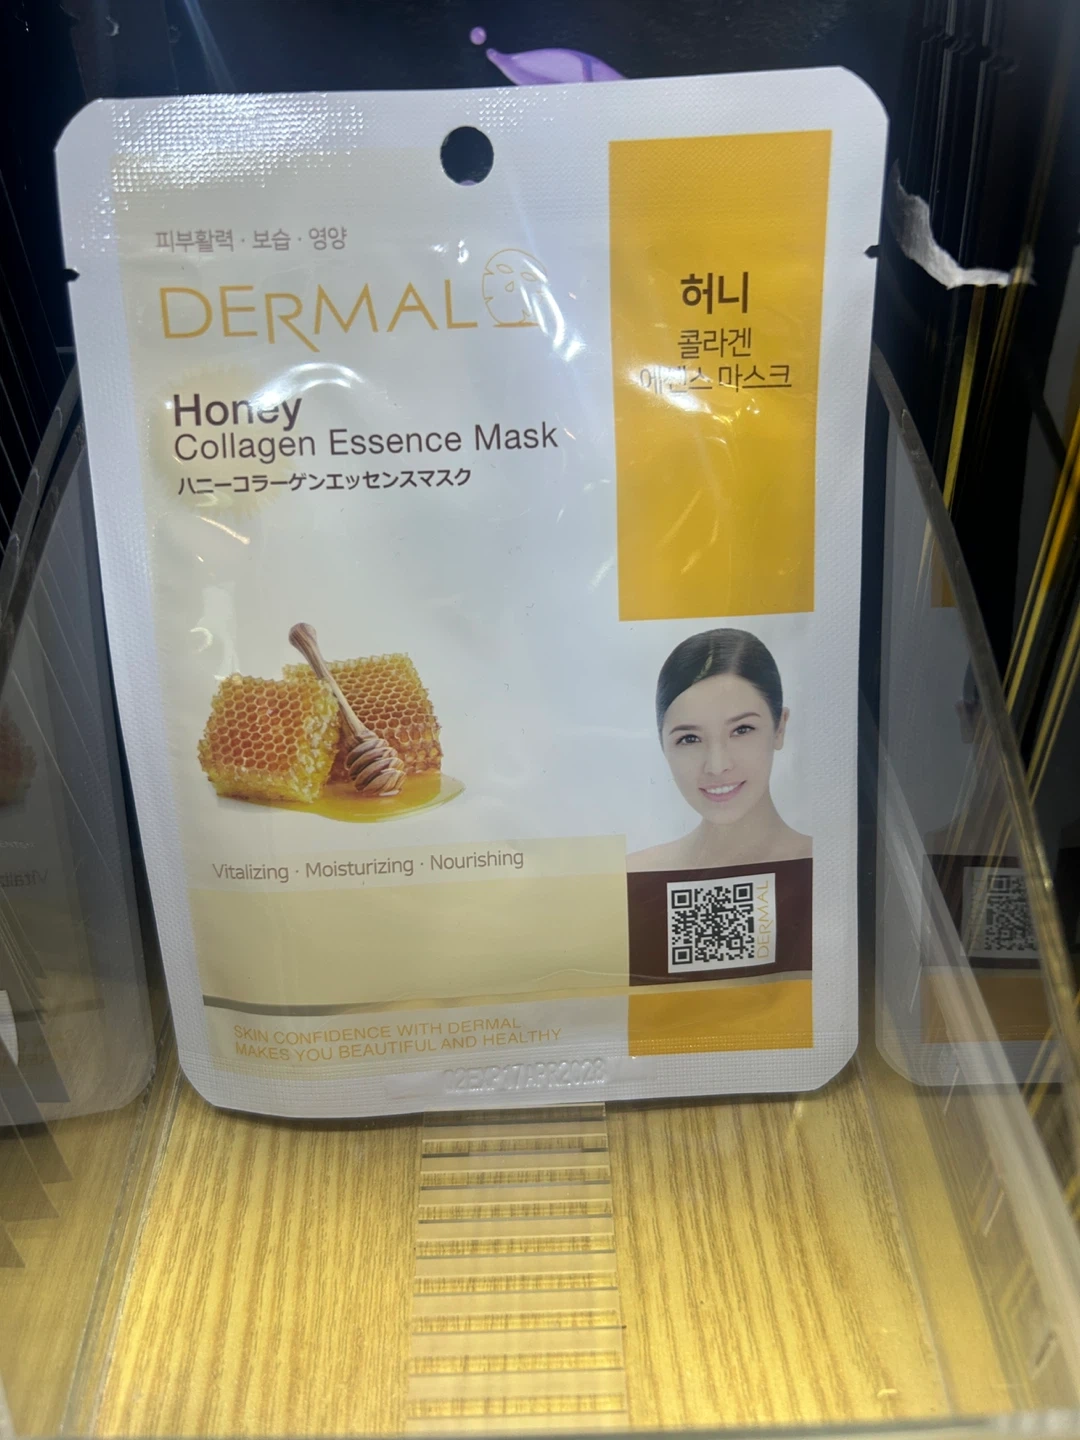 피부활력 · 보습 · 영양
DERMAL
Honey
Collagen Essence Mask
ハニーコラーゲンエッセンスマスク
허니
콜라겐
에센스 마스크
Vitalizing · Moisturizing · Nourishing
DERMAL
SKIN CONFIDENCE WITH DERMAL
MAKES YOU BEAUTIFUL AND HEALTHY
02EXP17APR2028